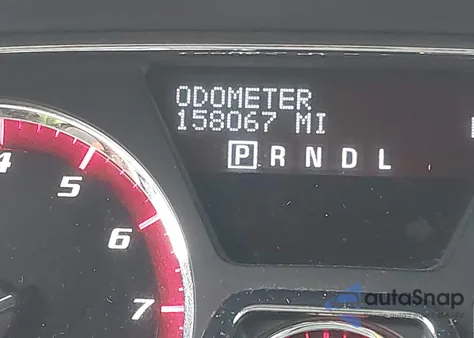 ODOMETER
158067 MI
P R N D L
4
5
6
7
autoSnap